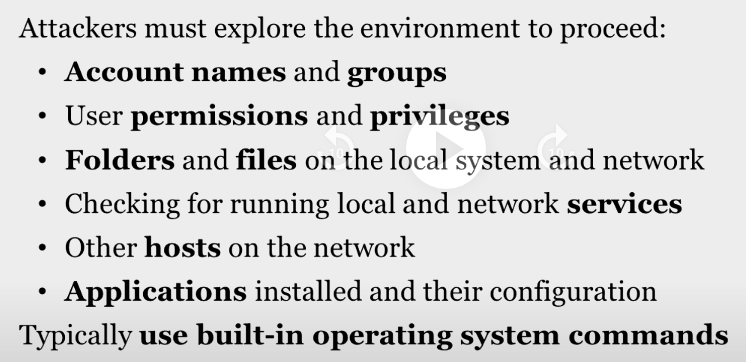 Attackers must explore the environment to proceed:
• Account names and groups
• User permissions and privileges
• Folders and files on the local system and network
• Checking for running local and network services
• Other hosts on the network
• Applications installed and their configuration
Typically use built-in operating system commands